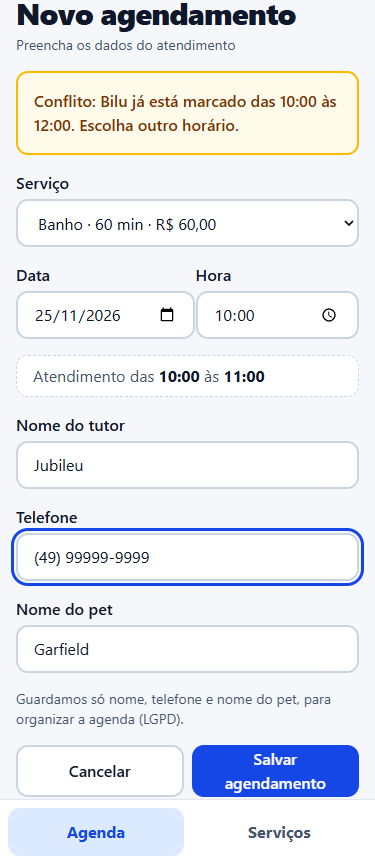 Novo agendamento
Preencha os dados do atendimento
Conflito: Bilu já está marcado das 10:00 às
12:00. Escolha outro horário.
Serviço
Banho · 60 min · R$ 60,00
Data
Hora
25/11/2026
10:00
Atendimento das 10:00 às 11:00
Nome do tutor
Jubileu
Telefone
(49) 99999-9999
Nome do pet
Garfield
Guardamos só nome, telefone e nome do pet, para
organizar a agenda (LGPD).
Cancelar
Salvar
agendamento
Agenda
Serviços